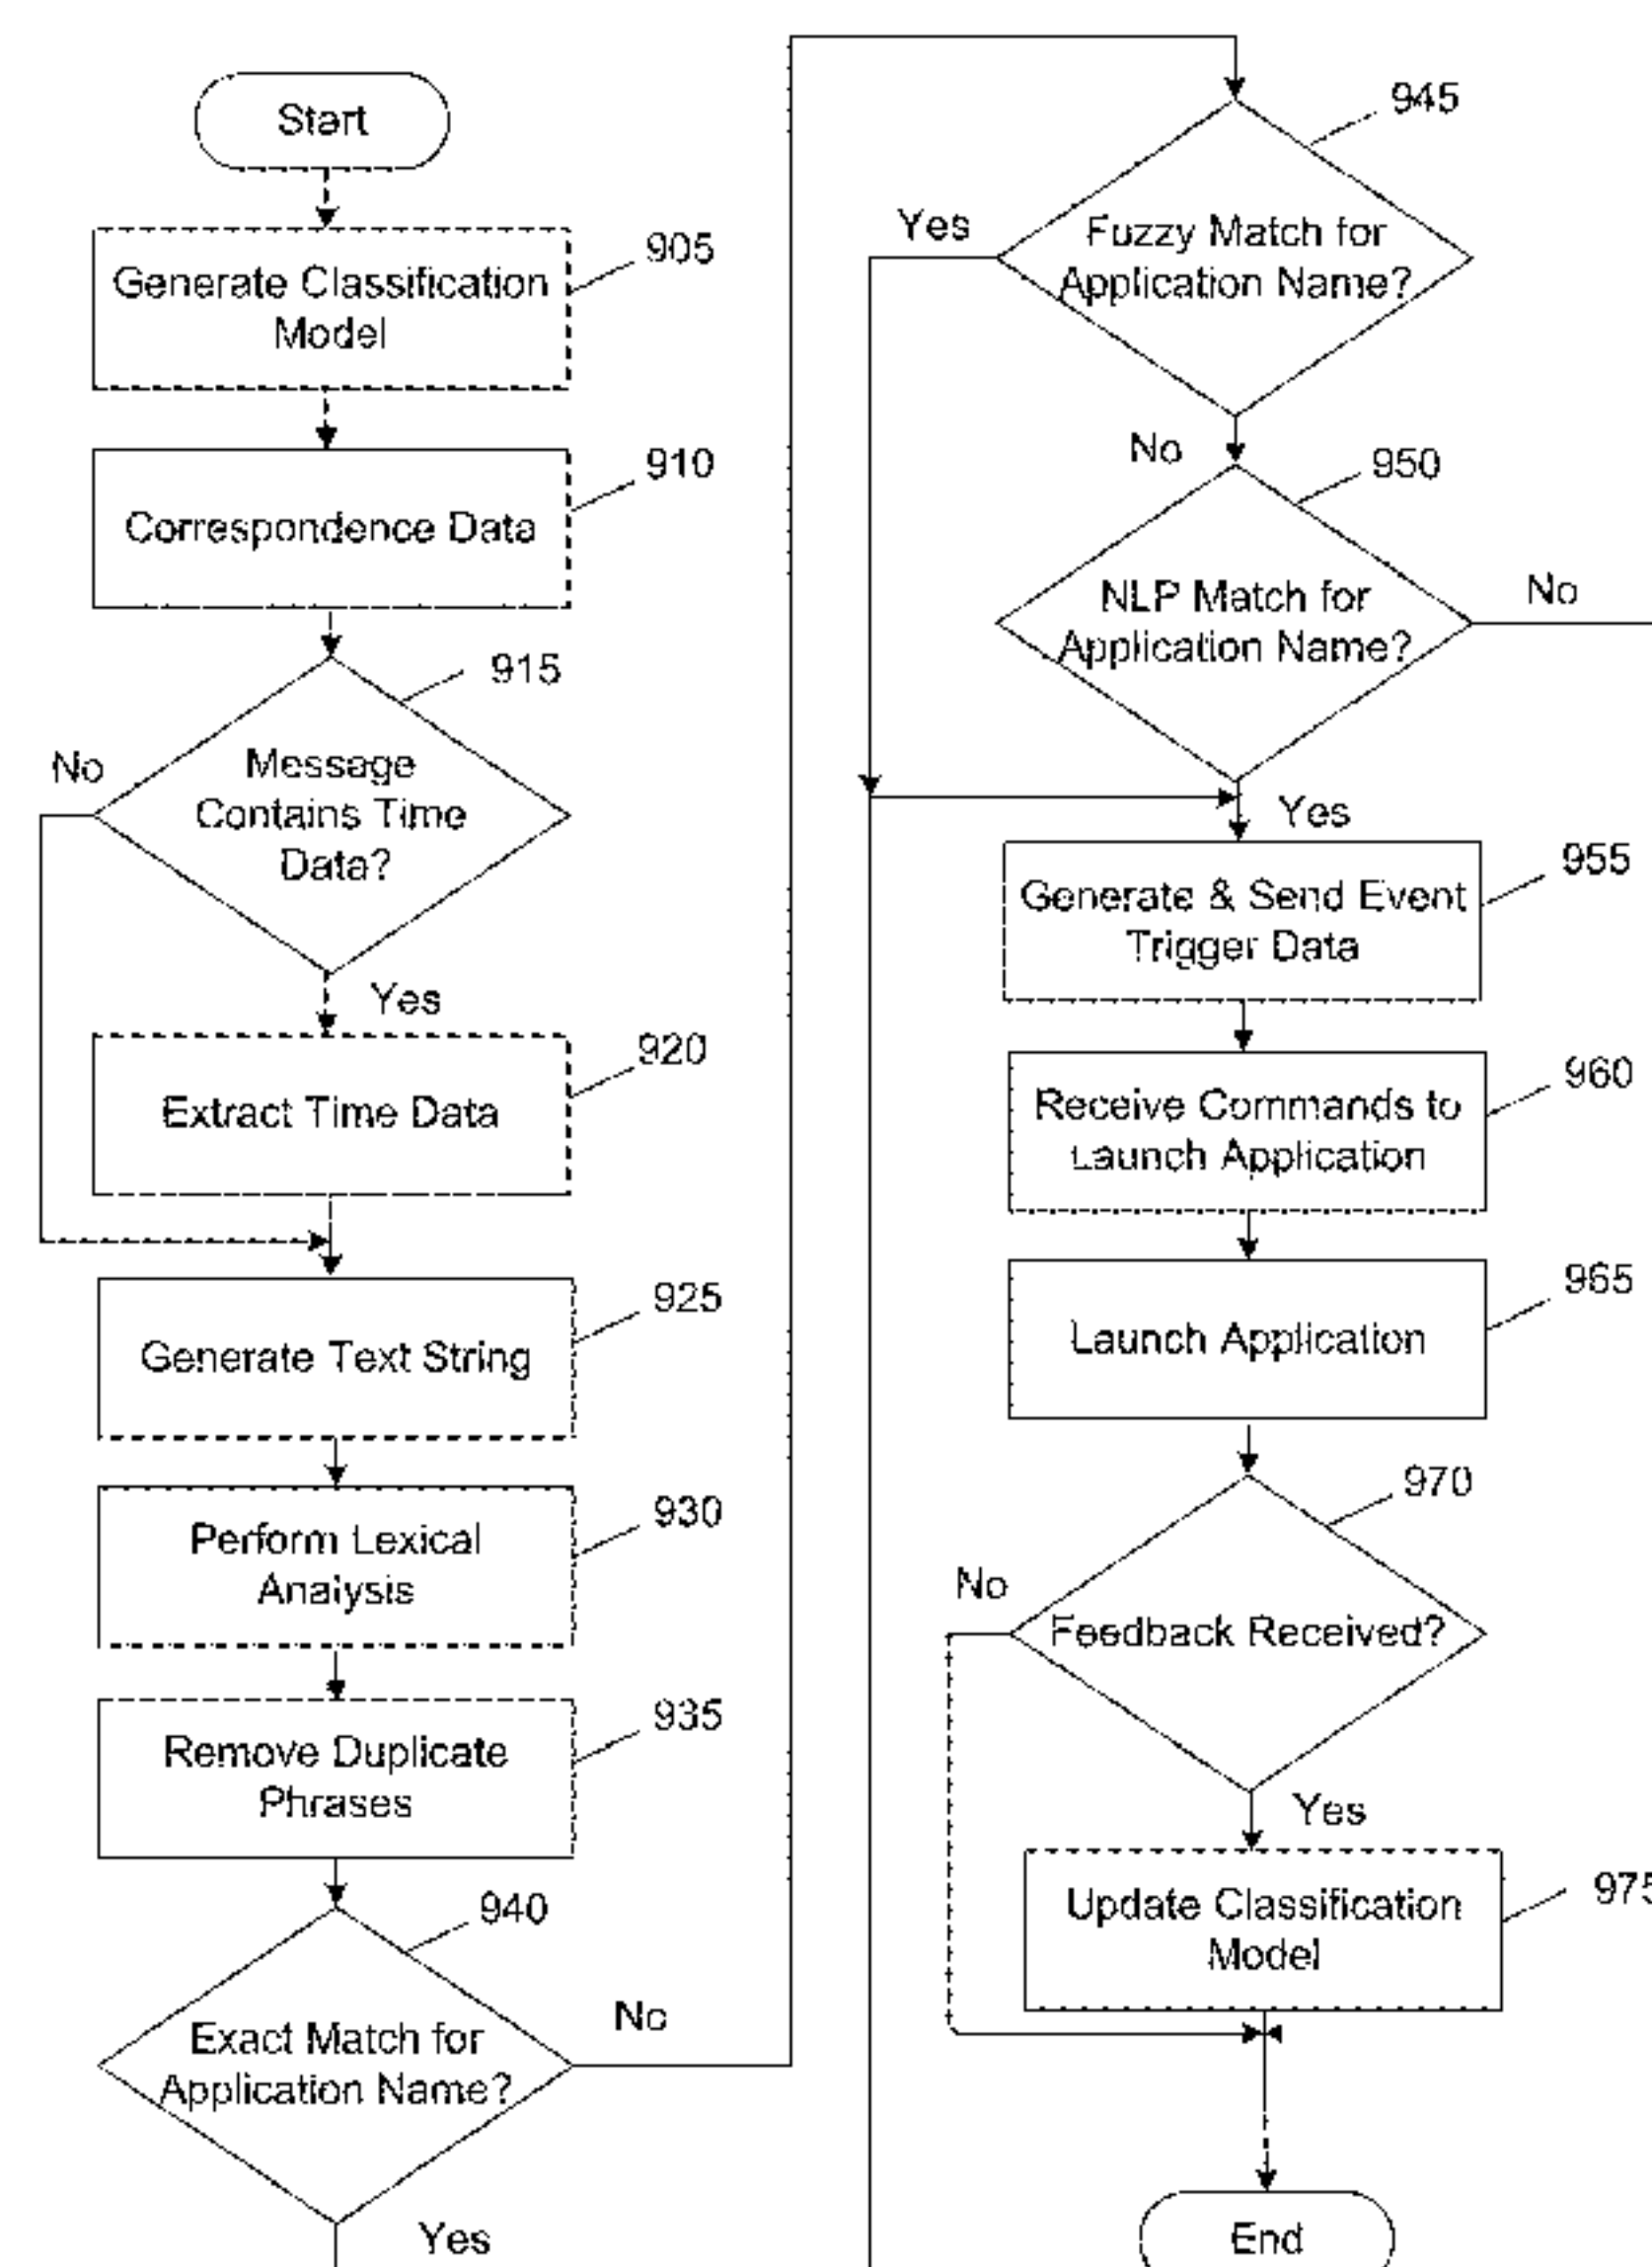 Start
905
Generate Classification
Model
910
Correspondence Data
915
No
Message
Contains Time
Data?
Yes
920
Extract Time Data
925
Generate Text String
930
Perform Lexical
Analysis
935
Remove Duplicate
Phrases
940
Exact Match for
Application Name?
No
Yes
945
Yes
Fuzzy Match for
Application Name?
No
950
NLP Match for
Application Name?
No
Yes
955
Generate & Send Event
Trigger Data
960
Receive Commands to
Launch Application
965
Launch Application
970
No
Feedback Received?
Yes
975
Update Classification
Model
End